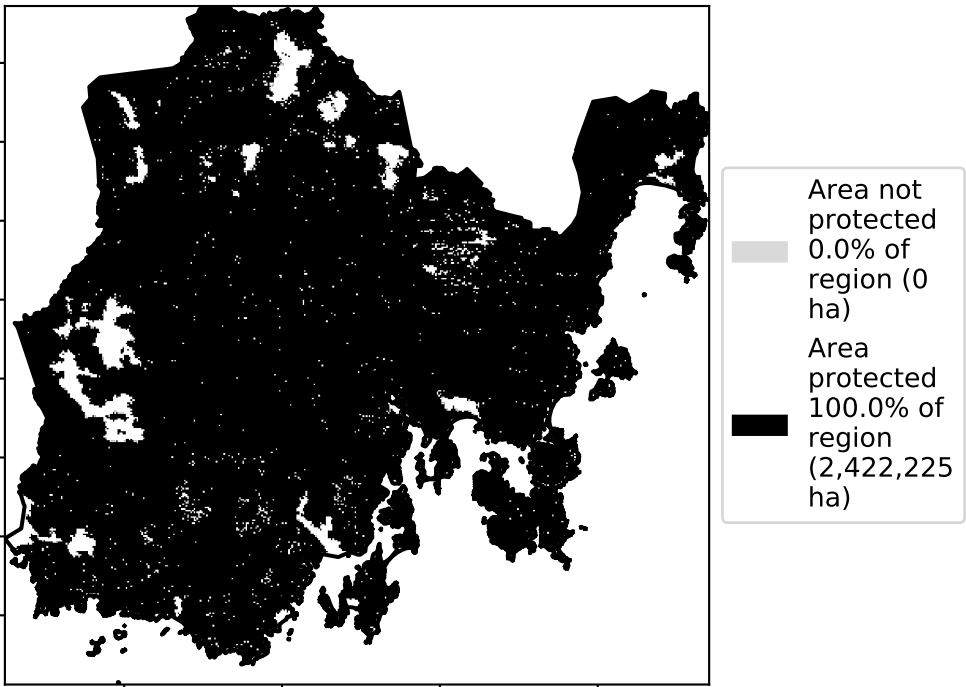 Area not
protected
0.0% of
region (0
ha)
Area
protected
100.0% of
region
(2,422,225
ha)